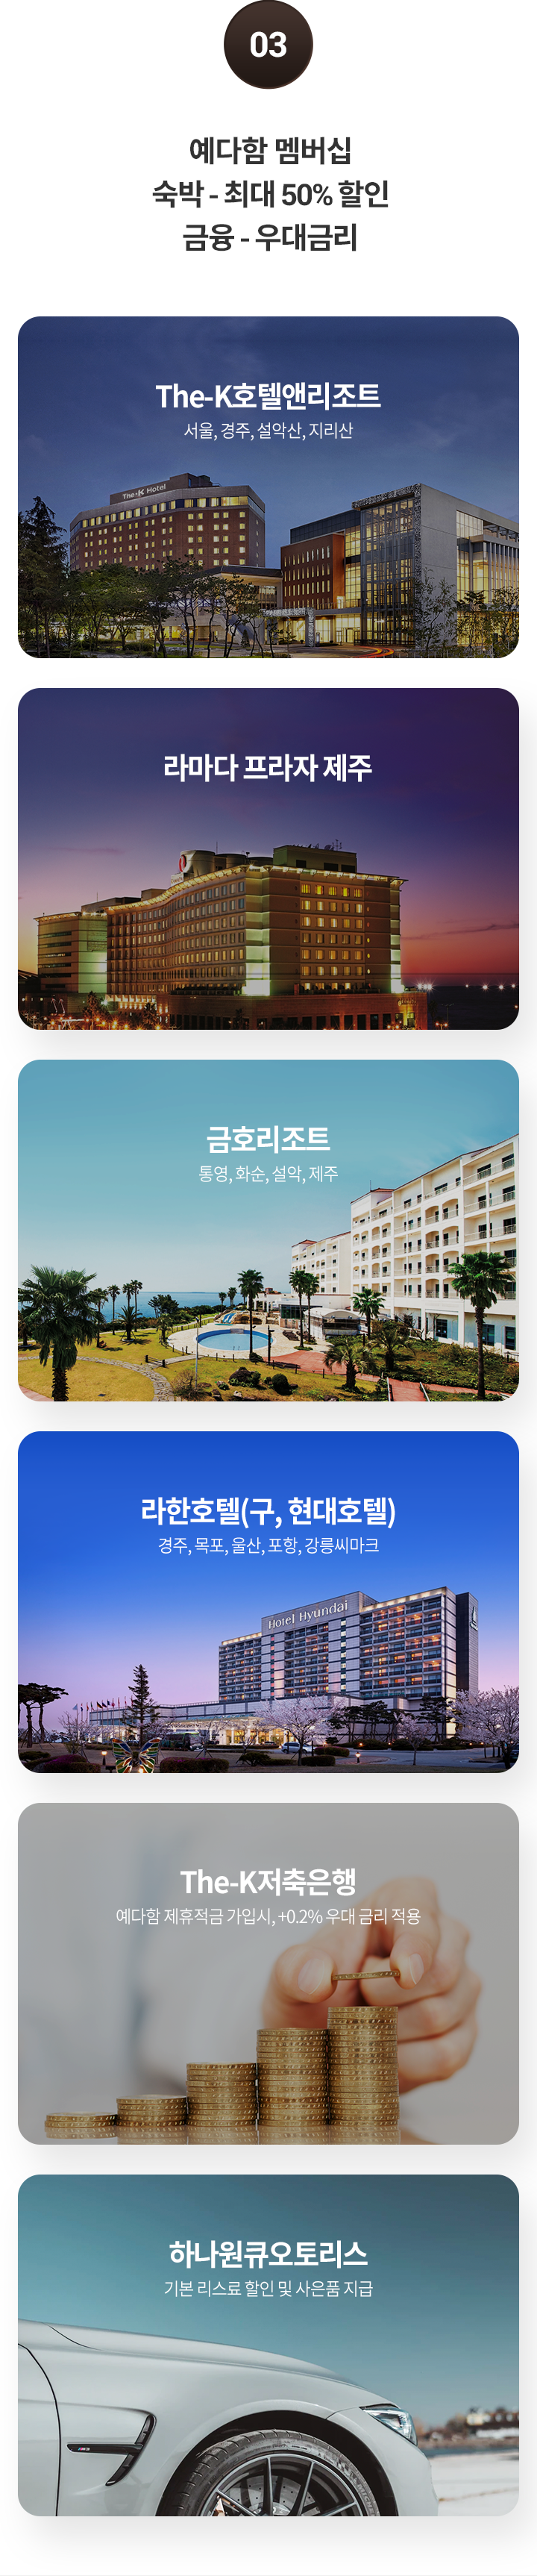 03
예다함 멤버십
숙박 - 최대 50% 할인
금융 - 우대금리
The-K호텔앤리조트
서울, 경주, 설악산, 지리산
The-K Hotel
라마다 프라자 제주
금호리조트
통영, 화순, 설악, 제주
라한호텔(구, 현대호텔)
경주, 목포, 울산, 포항, 강릉씨마크
Hotel Hyundai
The-K저축은행
예다함 제휴적금 가입시, +0.2% 우대 금리 적용
하나원큐오토리스
기본 리스료 할인 및 사은품 지급